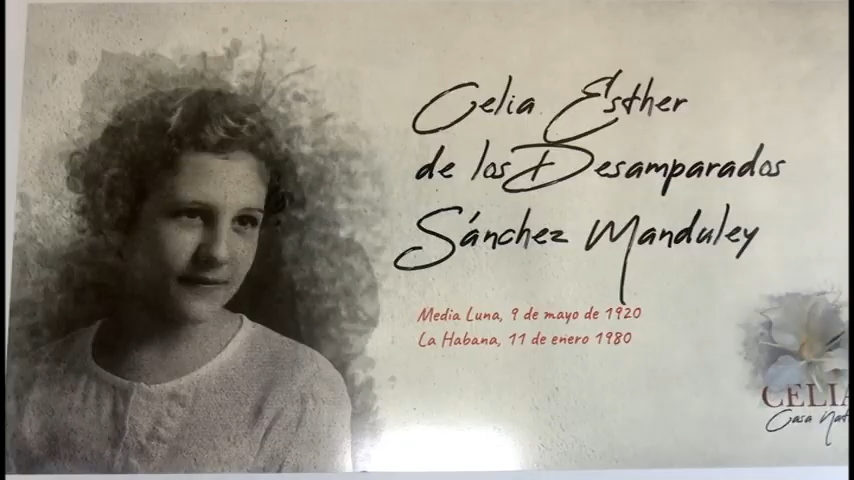 Celia Esther
de los Desamparados
Sánchez Manduley
Media Luna, 9 de mayo de 1920
La Habana, 11 de enero 1980
CELIA
Casa